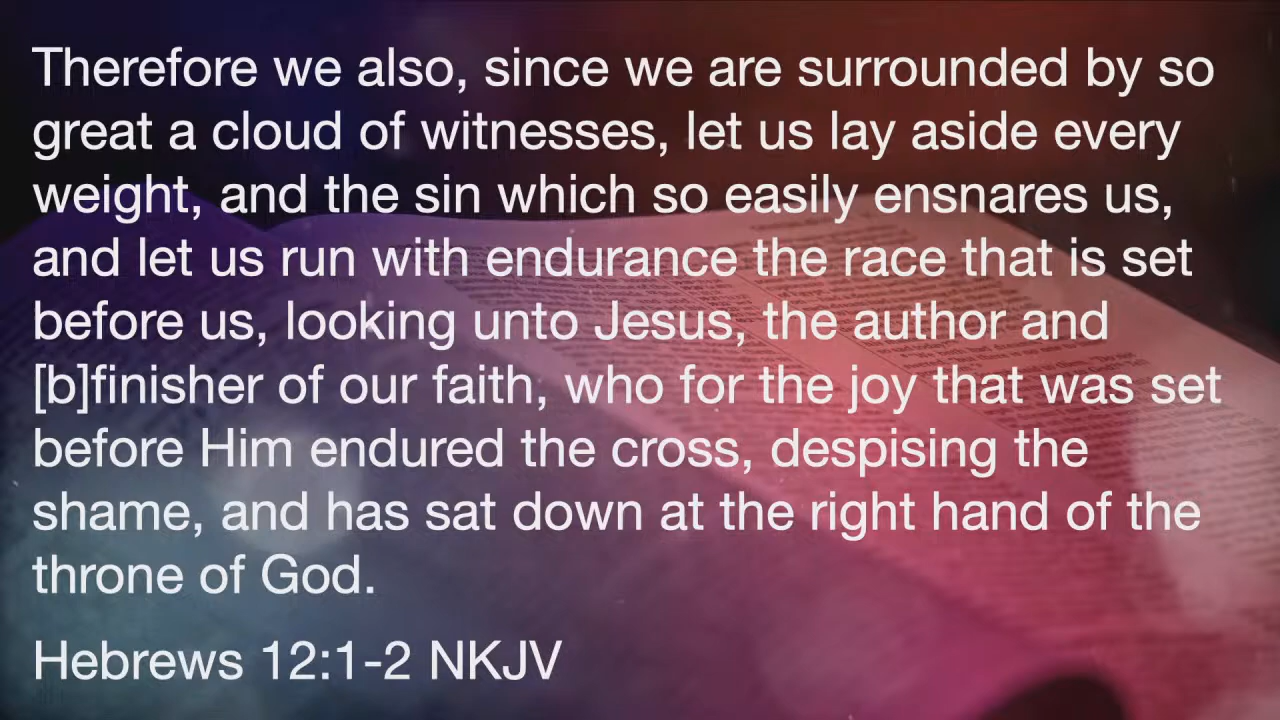 Therefore we also, since we are surrounded by so
great a cloud of witnesses, let us lay aside every
weight, and the sin which so easily ensnares us,
and let us run with endurance the race that is set
before us, looking unto Jesus, the author and
[b]finisher of our faith, who for the joy that was set
before Him endured the cross, despising the
shame, and has sat down at the right hand of the
throne of God.
Hebrews 12:1-2 NKJV